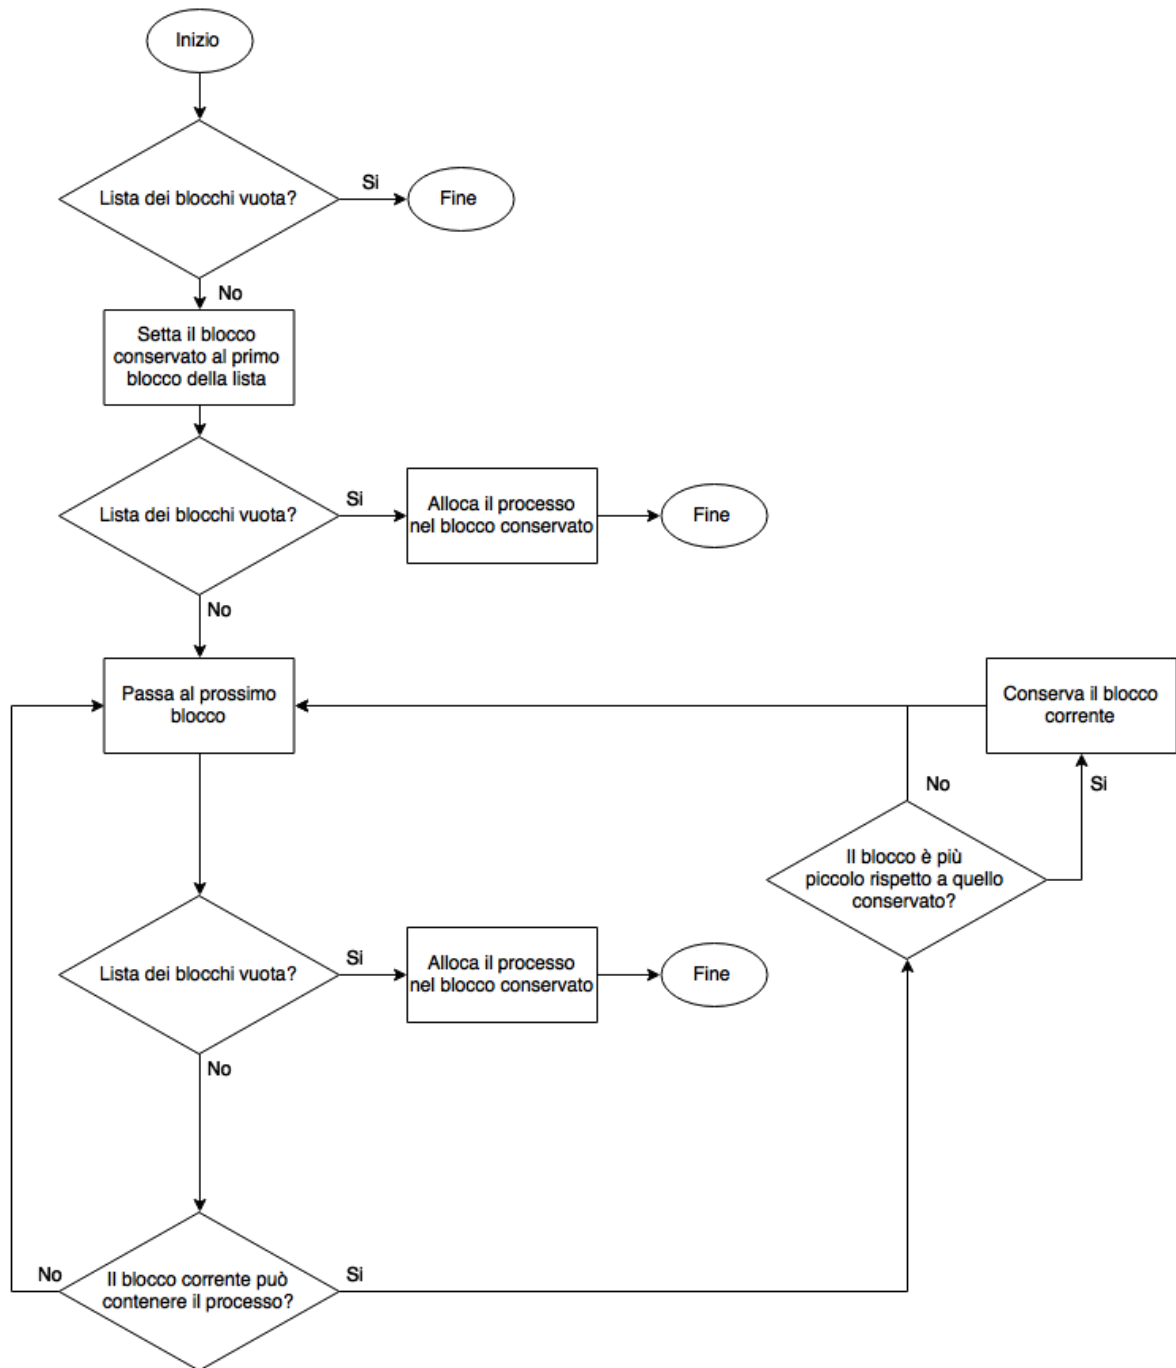 Inizio
Lista dei blocchi vuota?
Si
Fine
No
Setta il blocco
conservato al primo
blocco della lista
Lista dei blocchi vuota?
Si
Alloca il processo
nel blocco conservato
Fine
No
Passa al prossimo
blocco
Conserva il blocco
corrente
No
Si
Il blocco è più
piccolo rispetto a quello
conservato?
Lista dei blocchi vuota?
Si
Alloca il processo
nel blocco conservato
Fine
No
No
Il blocco corrente può
contenere il processo?
Si